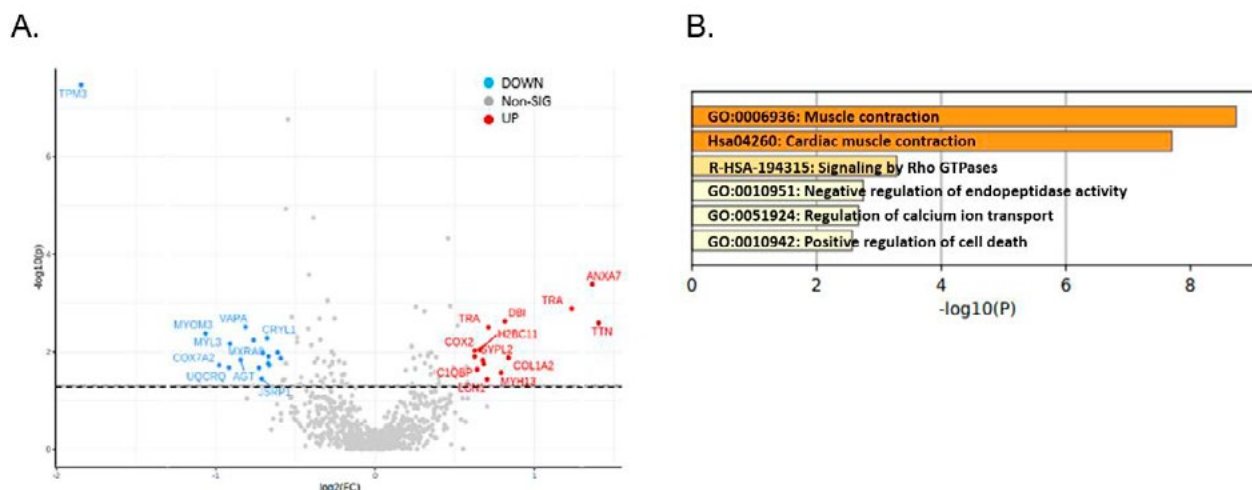 A.
TPM3
DOWN
Non-SIG
UP
6
4
2
0
-log10(p)
ANXA7
TRA
TTN
DBI
TRA
H2BC11
COX2
GYPL2
COL1A2
C1QBP
MYH13
VAPA
MYOM3
CRYL1
MYL3
COX7A2
UQCRQ
AGT
JSRP1
-2
-1
0
1
log2(FC)
B.
GO:0006936: Muscle contraction
Hsa04260: Cardiac muscle contraction
R-HSA-194315: Signaling by Rho GTPases
GO:0010951: Negative regulation of endopeptidase activity
GO:0051924: Regulation of calcium ion transport
GO:0010942: Positive regulation of cell death
0 2 4 6 8
-log10(P)